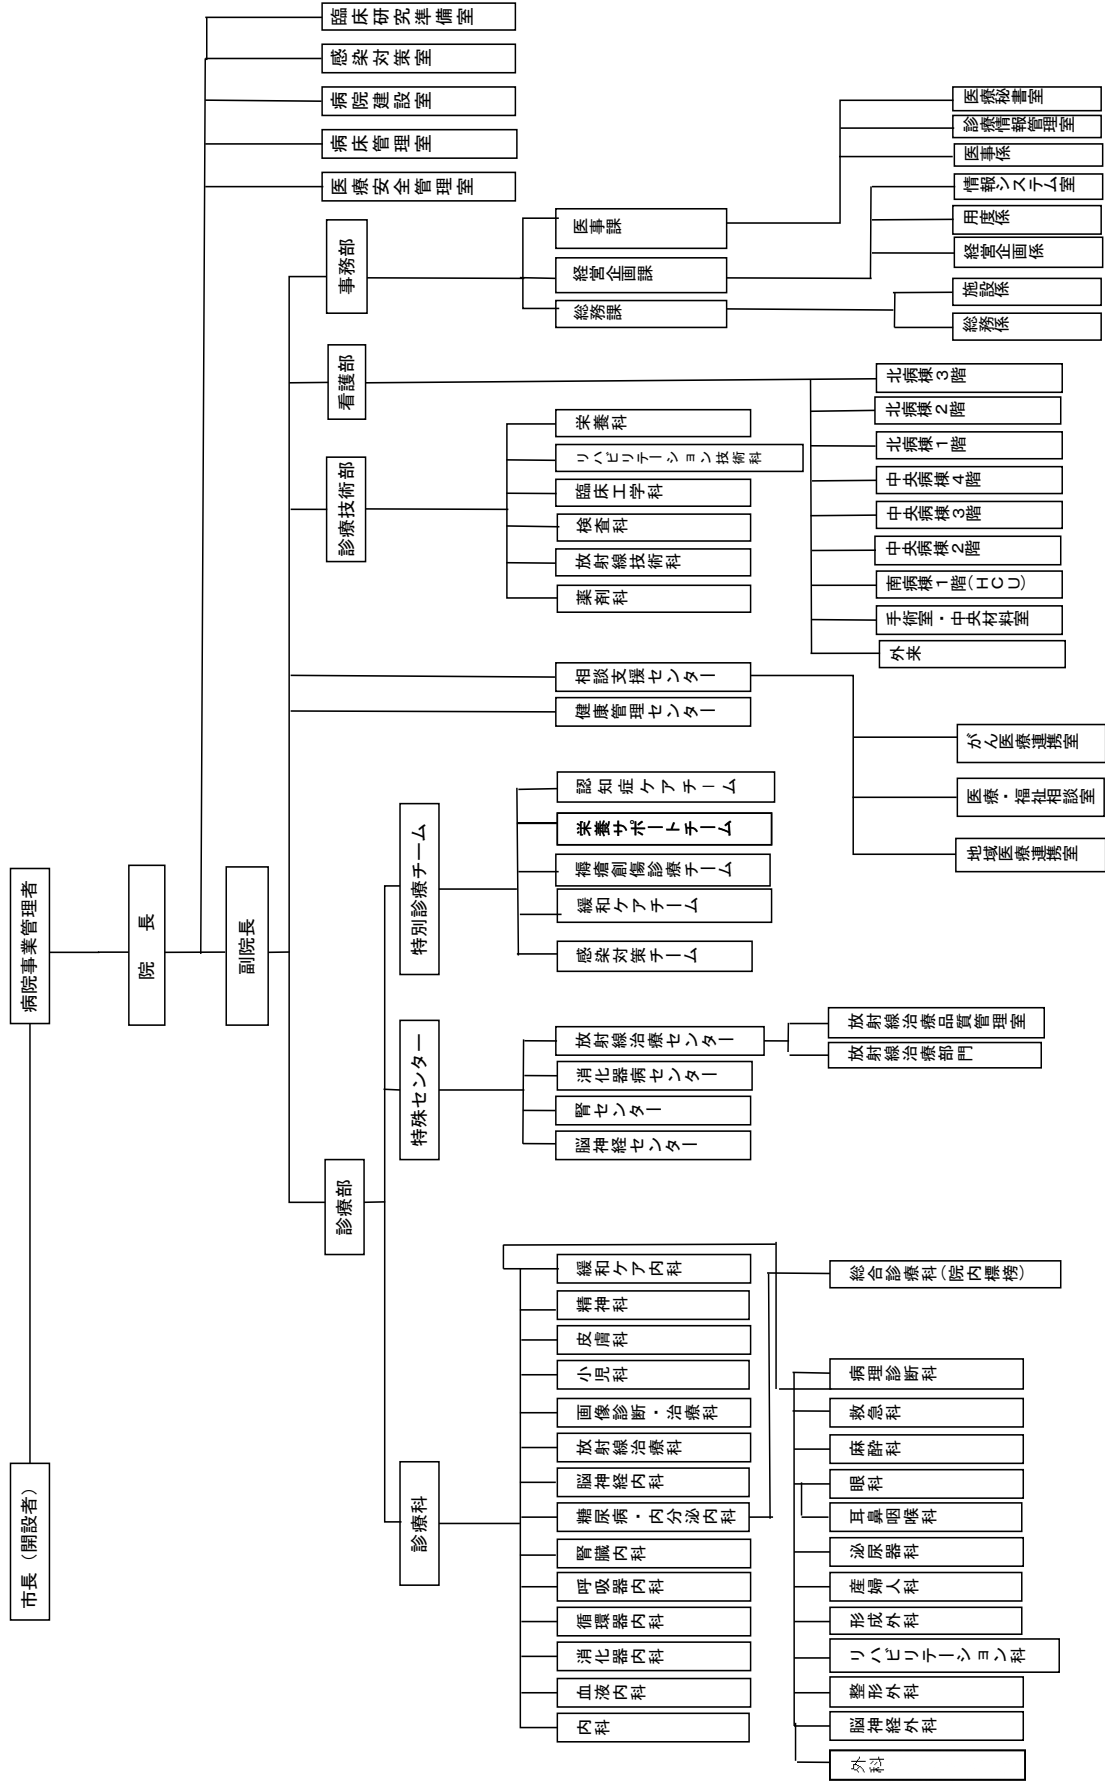 市長（開設者）
病院事業管理者
院　長
副院長
臨床研究準備室
感染対策室
病院建設室
病床管理室
医療安全管理室
事務部
医事課
医療秘書室
診療情報管理室
医事係
経営企画課
情報システム室
用度係
経営企画係
総務課
施設係
総務係
看護部
北病棟３階
北病棟２階
北病棟１階
中央病棟４階
中央病棟３階
中央病棟２階
南病棟１階（ＨＣＵ）
手術室・中央材料室
外来
診療技術部
栄養科
リハビリテーション技術科
臨床工学科
検査科
放射線技術科
薬剤科
相談支援センター
がん医療連携室
医療・福祉相談室
地域医療連携室
健康管理センター
診療部
特別診療チーム
認知症ケアチーム
栄養サポートチーム
褥瘡創傷診療チーム
緩和ケアチーム
感染対策チーム
特殊センター
放射線治療センター
放射線治療品質管理室
放射線治療部門
消化器病センター
腎センター
脳神経センター
診療科
緩和ケア内科
精神科
皮膚科
小児科
画像診断・治療科
放射線治療科
脳神経内科
糖尿病・内分泌内科
総合診療科（院内標榜）
腎臓内科
呼吸器内科
循環器内科
消化器内科
血液内科
内科
病理診断科
救急科
麻酔科
眼科
耳鼻咽喉科
泌尿器科
産婦人科
形成外科
リハビリテーション科
整形外科
脳神経外科
外科